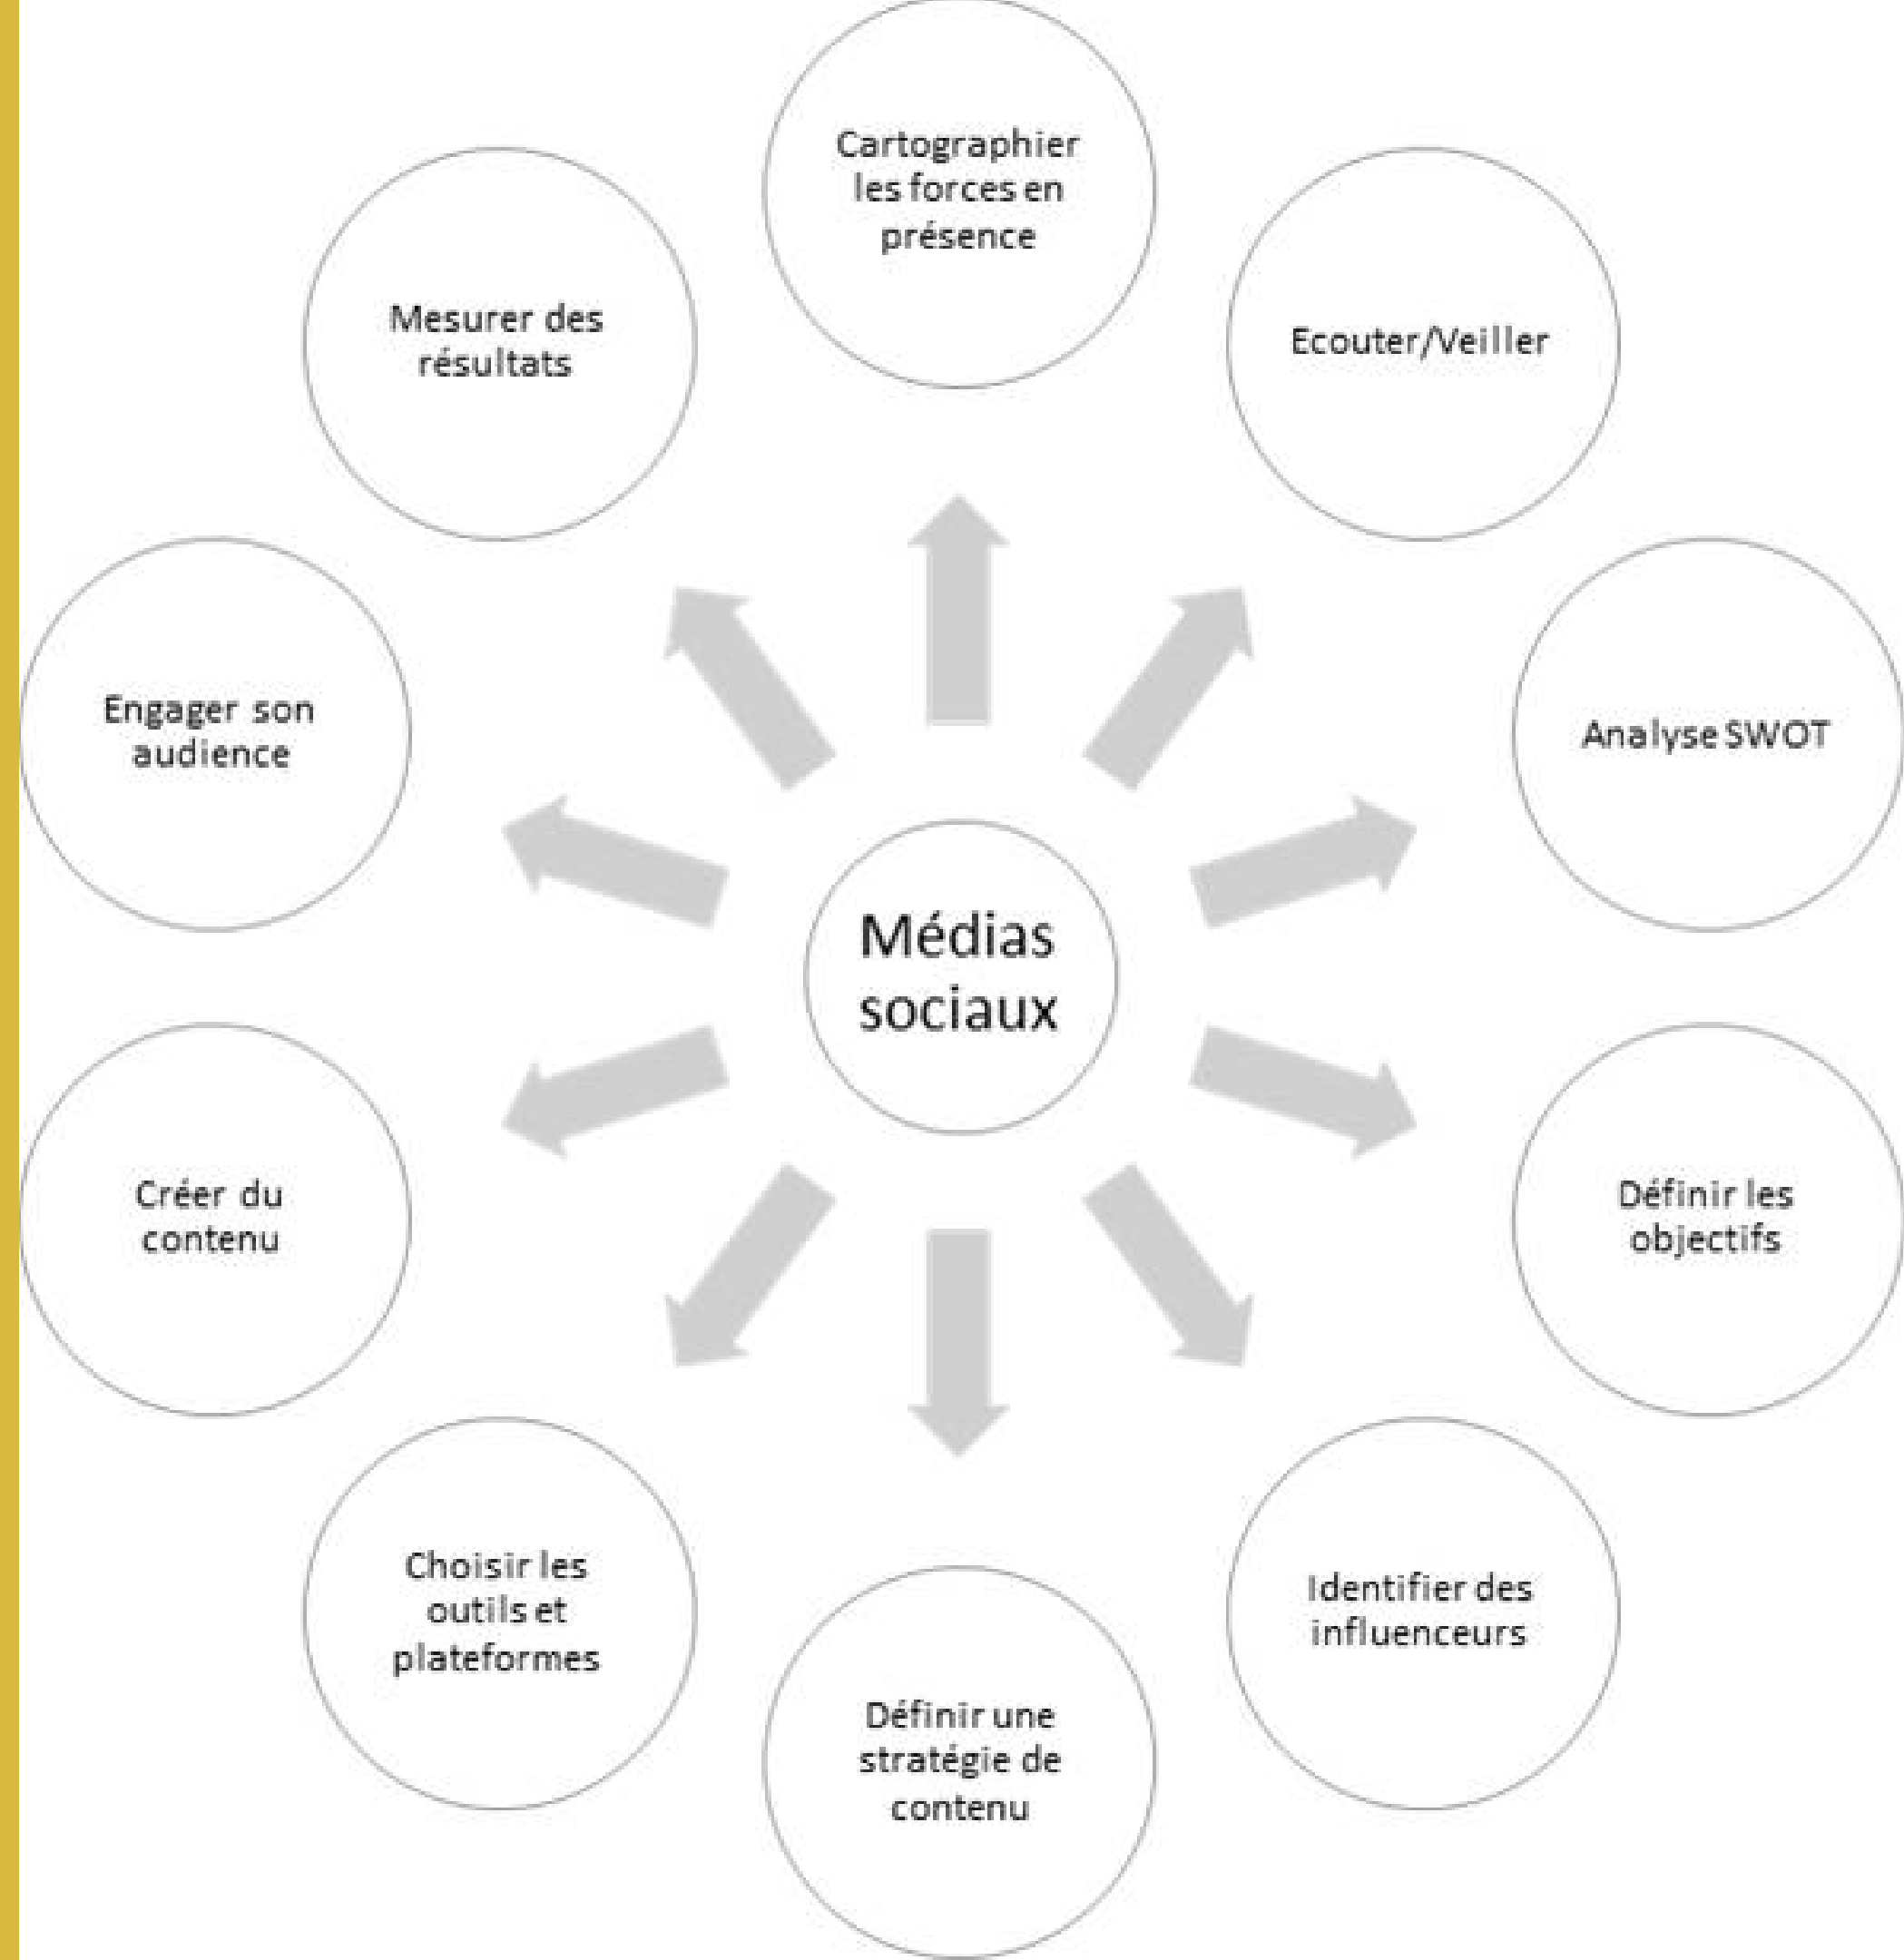 Cartographier
les forces en
présence
Ecouter/Veiller
Analyse SWOT
Définir les
objectifs
Identifier des
influenceurs
Définir une
stratégie de
contenu
Choisir les
outils et
plateformes
Créer du
contenu
Engager son
audience
Mesurer des
résultats
Médias
sociaux